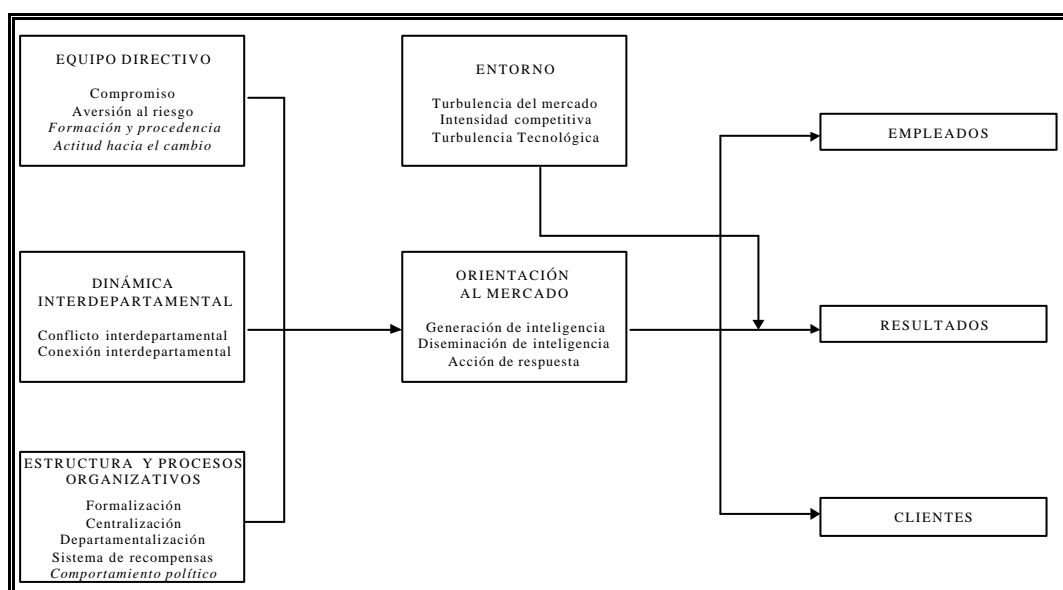 EQUIPO DIRECTIVO
Compromiso
Aversión al riesgo
Formación y procedencia
Actitud hacia el cambio
DINÁMICA
INTERDEPARTAMENTAL
Conflicto interdepartamental
Conexión interdepartamental
ESTRUCTURA Y PROCESOS
ORGANIZATIVOS
Formalización
Centralización
Departamentalización
Sistema de recompensas
Comportamiento político
ENTORNO
Turbulencia del mercado
Intensidad competitiva
Turbulencia Tecnológica
ORIENTACIÓN
AL MERCADO
Generación de inteligencia
Diseminación de inteligencia
Acción de respuesta
EMPLEADOS
RESULTADOS
CLIENTES